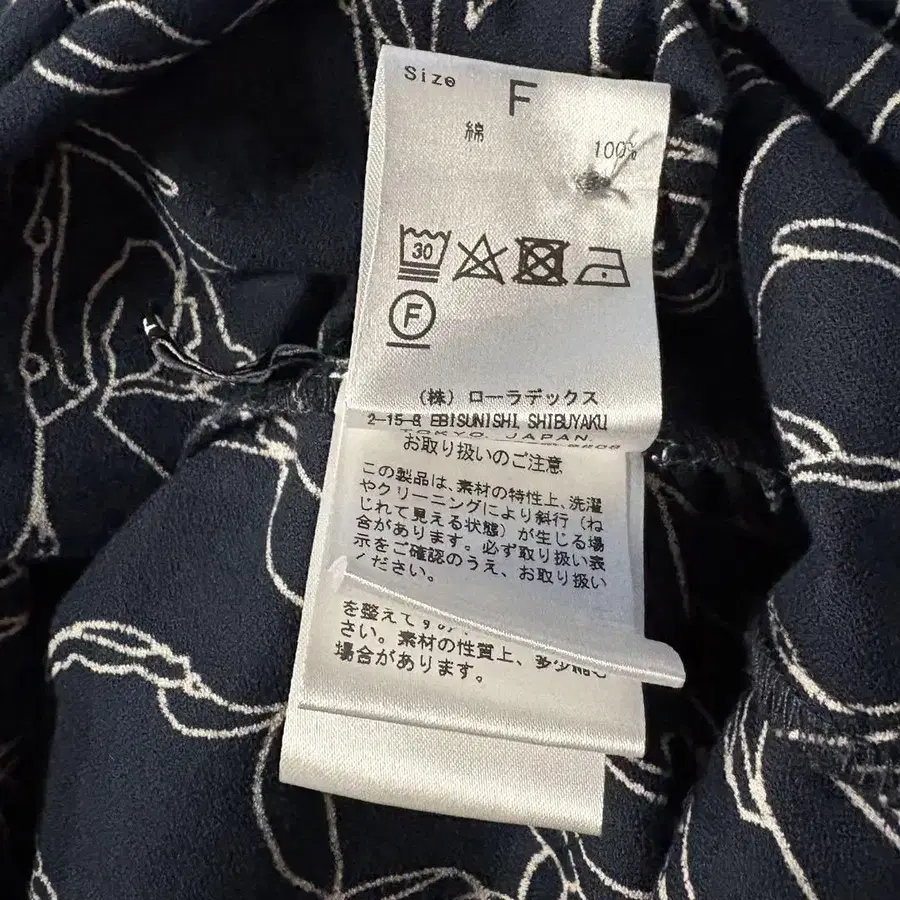 Size F
綿 100%
30
F
(株) ローラデックス
2-15-8, EBISUNISHI, SHIBUYAKU
TOKYO, JAPAN
お取り扱いのご注意
この製品は、素材の特性上、洗濯
やクリーニングにより斜行（ね
じれて見える状態）が生じる場
合があります。必ず取り扱い表
示をご確認のうえ、お取り扱い
ください。
を整えて
さい。素材の性質上、多少
場合があります。